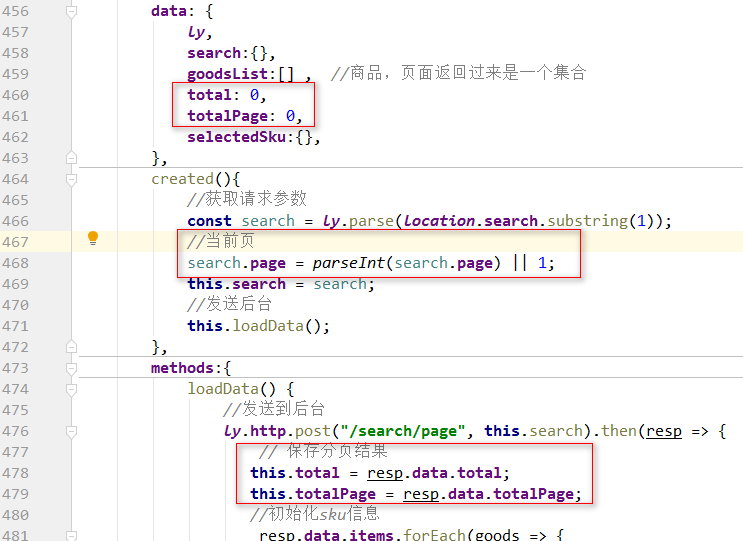 456 data: {
457 ly,
458 search:{},
459 goodsList:[] , //商品，页面返回过来是一个集合
460 total: 0,
461 totalPage: 0,
462 selectedSku:{},
463 },
464 created(){
465 //获取请求参数
466 const search = ly.parse(location.search.substring(1));
467 //当前页
468 search.page = parseInt(search.page) || 1;
469 this.search = search;
470 //发送后台
471 this.loadData();
472 },
473 methods:{
474 loadData() {
475 //发送到后台
476 ly.http.post("/search/page", this.search).then(resp => {
477 // 保存分页结果
478 this.total = resp.data.total;
479 this.totalPage = resp.data.totalPage;
480 //初始化sku信息
481 resp.data.items.forEach(goods => {